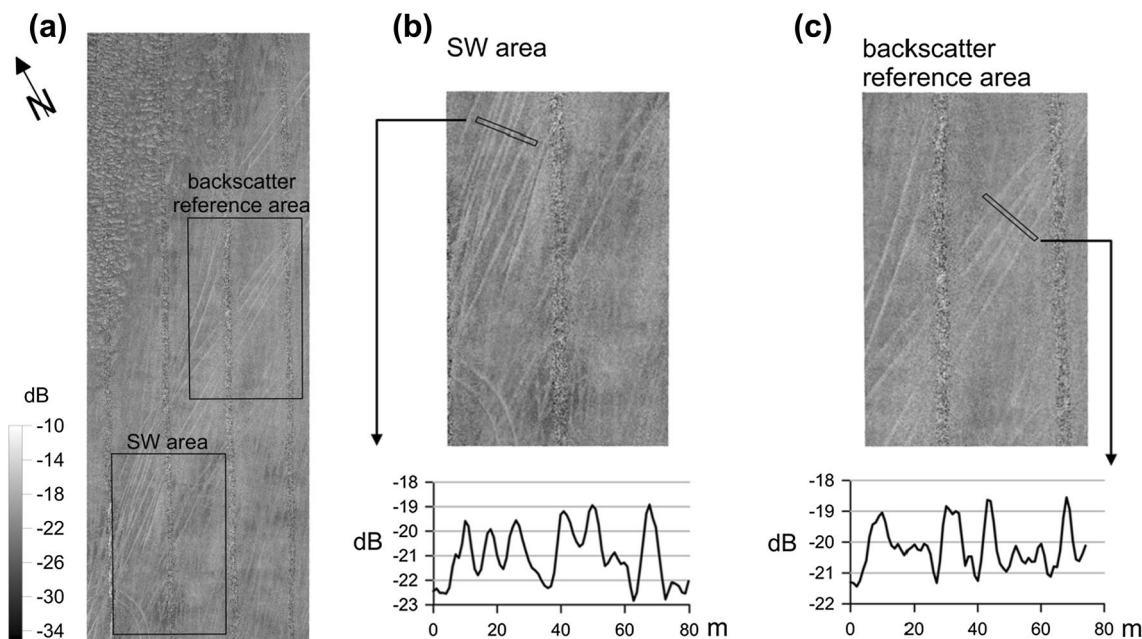 (a)
N
backscatter
reference area
SW area
dB
-10
-14
-18
-22
-26
-30
-34
(b)
SW area
-18
-19
-20
dB
-21
-22
-23
0 20 40 60 80 m
(c)
backscatter
reference area
-18
-19
dB
-20
-21
-22
0 20 40 60 80 m